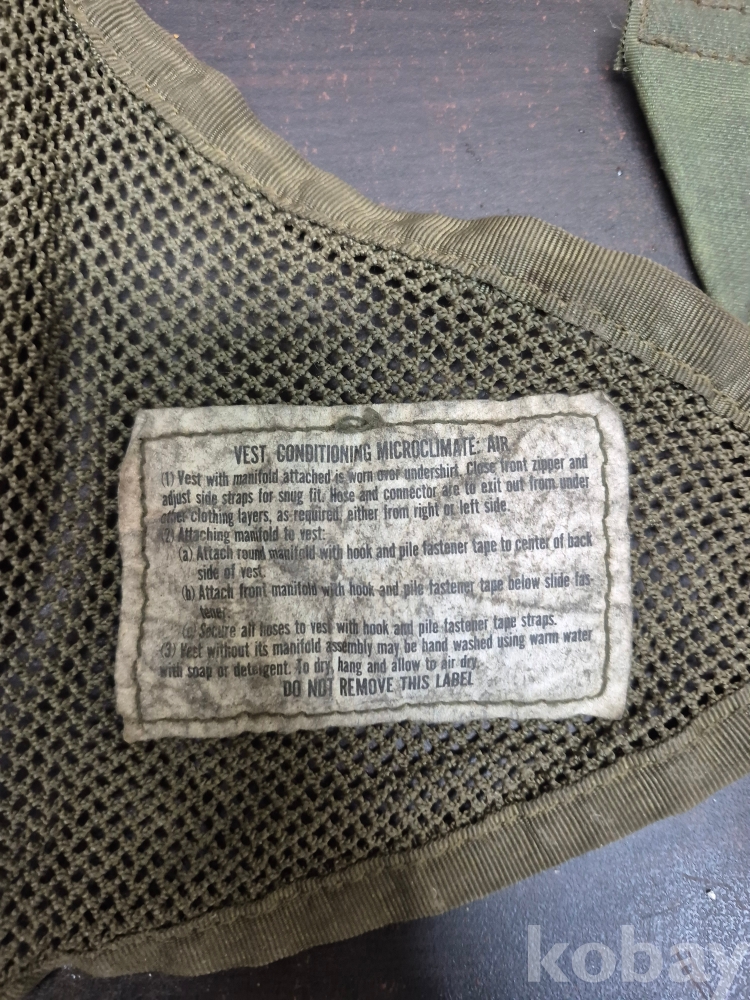 VEST, CONDITIONING MICROCLIMATE: AIR
(1) Vest with manifold attached is worn over undershirt. Close front zipper and
adjust side straps for snug fit. Hose and connector are to exit out from under
other clothing layers, as required, either from right or left side.
(2) Attaching manifold to vest:
(a) Attach round manifold with hook and pile fastener tape to center of back
side of vest.
(b) Attach front manifold with hook and pile fastener tape below slide fas-
tener.
(c) Secure all hoses to vest with hook and pile fastener tape straps.
(3) Vest without its manifold assembly may be hand washed using warm water
with soap or detergent. To dry, hang and allow to air dry.
DO NOT REMOVE THIS LABEL
kobay